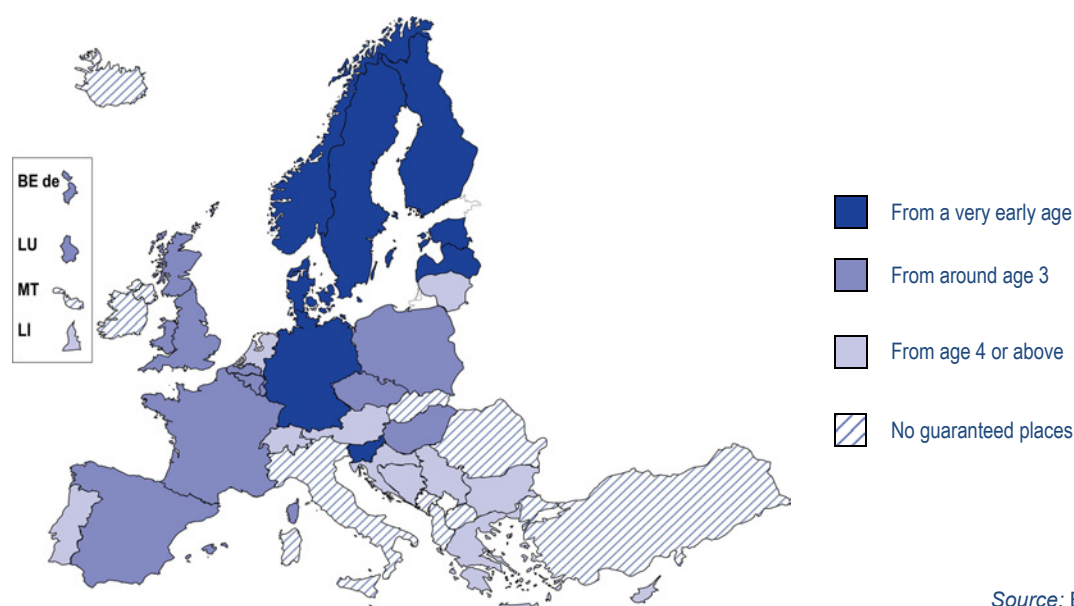 BE de
LU
MT
LI
From a very early age
From around age 3
From age 4 or above
No guaranteed places
Source: E